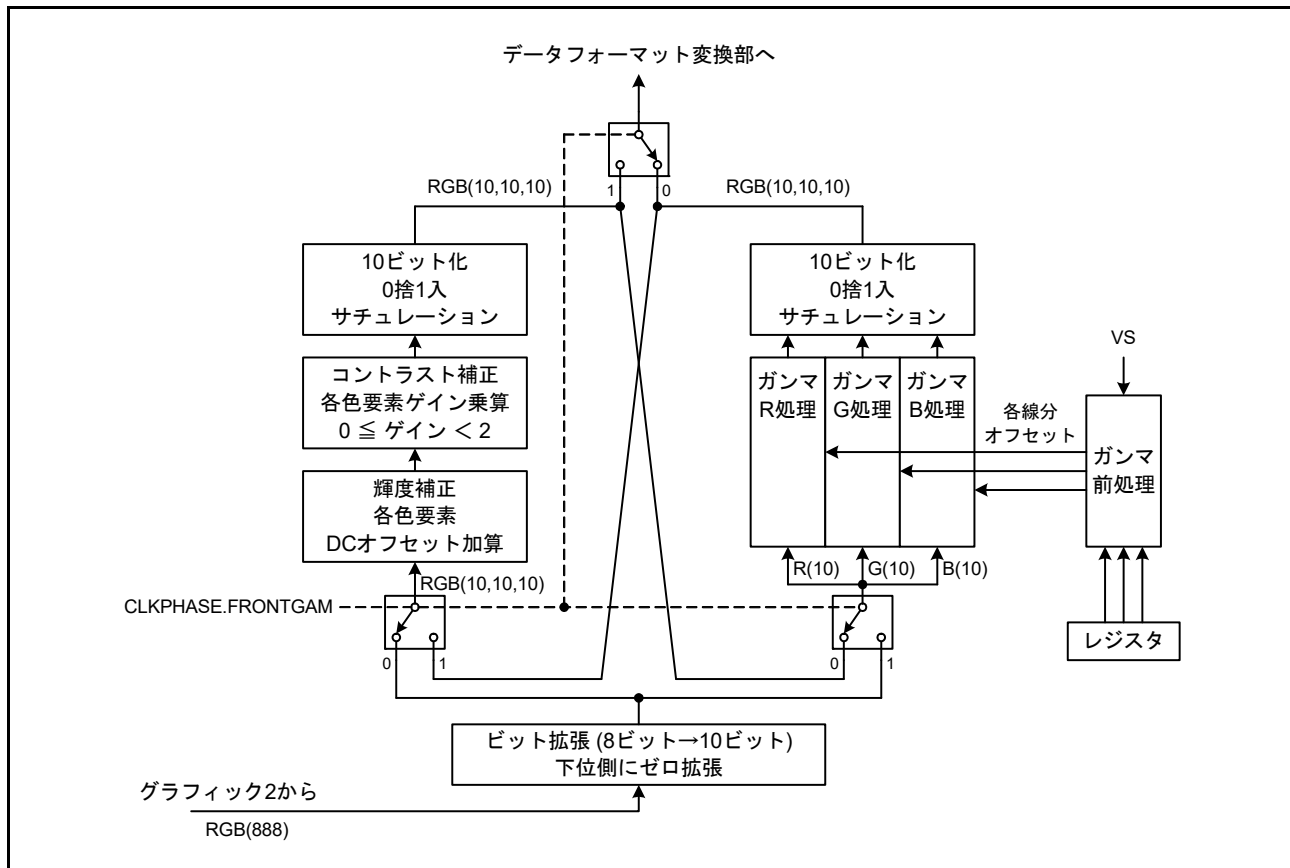 データフォーマット変換部へ
1
0
RGB(10,10,10)
RGB(10,10,10)
10ビット化
0捨1入
サチュレーション
10ビット化
0捨1入
サチュレーション
コントラスト補正
各色要素ゲイン乗算
0 ≦ ゲイン < 2
ガンマ
R処理
ガンマ
G処理
ガンマ
B処理
VS
各線分
オフセット
ガンマ
前処理
輝度補正
各色要素
DCオフセット加算
RGB(10,10,10)
R(10)
G(10)
B(10)
CLKPHASE.FRONTGAM
0
1
0
1
レジスタ
ビット拡張 (8ビット→10ビット)
下位側にゼロ拡張
グラフィック2から
RGB(888)